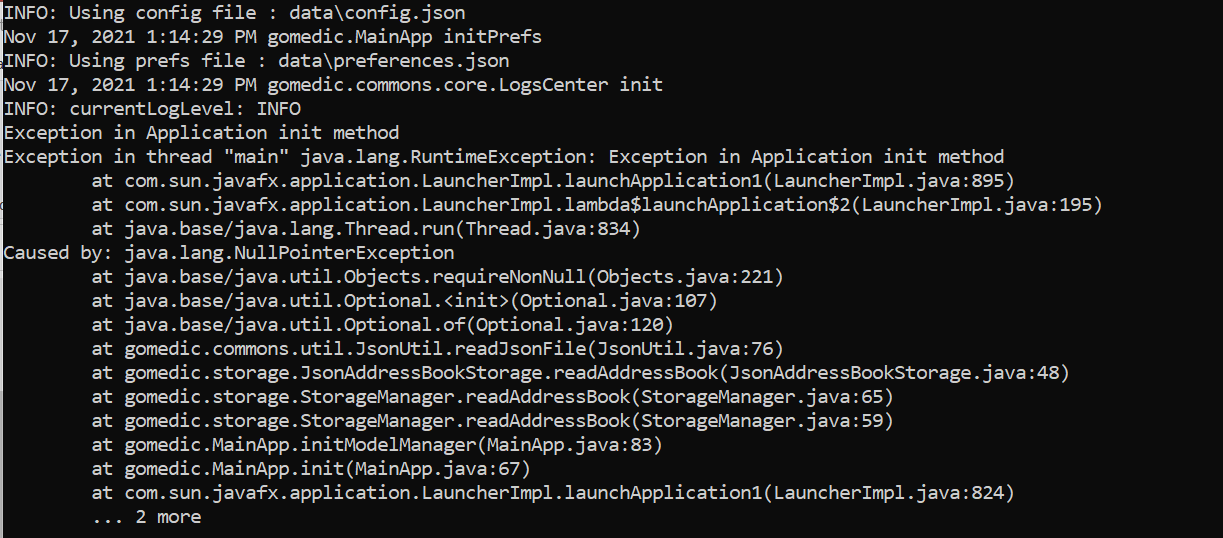 INFO: Using config file : data\config.json
Nov 17, 2021 1:14:29 PM gomedic.MainApp initPrefs
INFO: Using prefs file : data\preferences.json
Nov 17, 2021 1:14:29 PM gomedic.commons.core.LogsCenter init
INFO: currentLogLevel: INFO
Exception in Application init method
Exception in thread "main" java.lang.RuntimeException: Exception in Application init method
        at com.sun.javafx.application.LauncherImpl.launchApplication1(LauncherImpl.java:895)
        at com.sun.javafx.application.LauncherImpl.lambda$launchApplication$2(LauncherImpl.java:195)
        at java.base/java.lang.Thread.run(Thread.java:834)
Caused by: java.lang.NullPointerException
        at java.base/java.util.Objects.requireNonNull(Objects.java:221)
        at java.base/java.util.Optional.<init>(Optional.java:107)
        at java.base/java.util.Optional.of(Optional.java:120)
        at gomedic.commons.util.JsonUtil.readJsonFile(JsonUtil.java:76)
        at gomedic.storage.JsonAddressBookStorage.readAddressBook(JsonAddressBookStorage.java:48)
        at gomedic.storage.StorageManager.readAddressBook(StorageManager.java:65)
        at gomedic.storage.StorageManager.readAddressBook(StorageManager.java:59)
        at gomedic.MainApp.initModelManager(MainApp.java:83)
        at gomedic.MainApp.init(MainApp.java:67)
        at com.sun.javafx.application.LauncherImpl.launchApplication1(LauncherImpl.java:824)
        ... 2 more